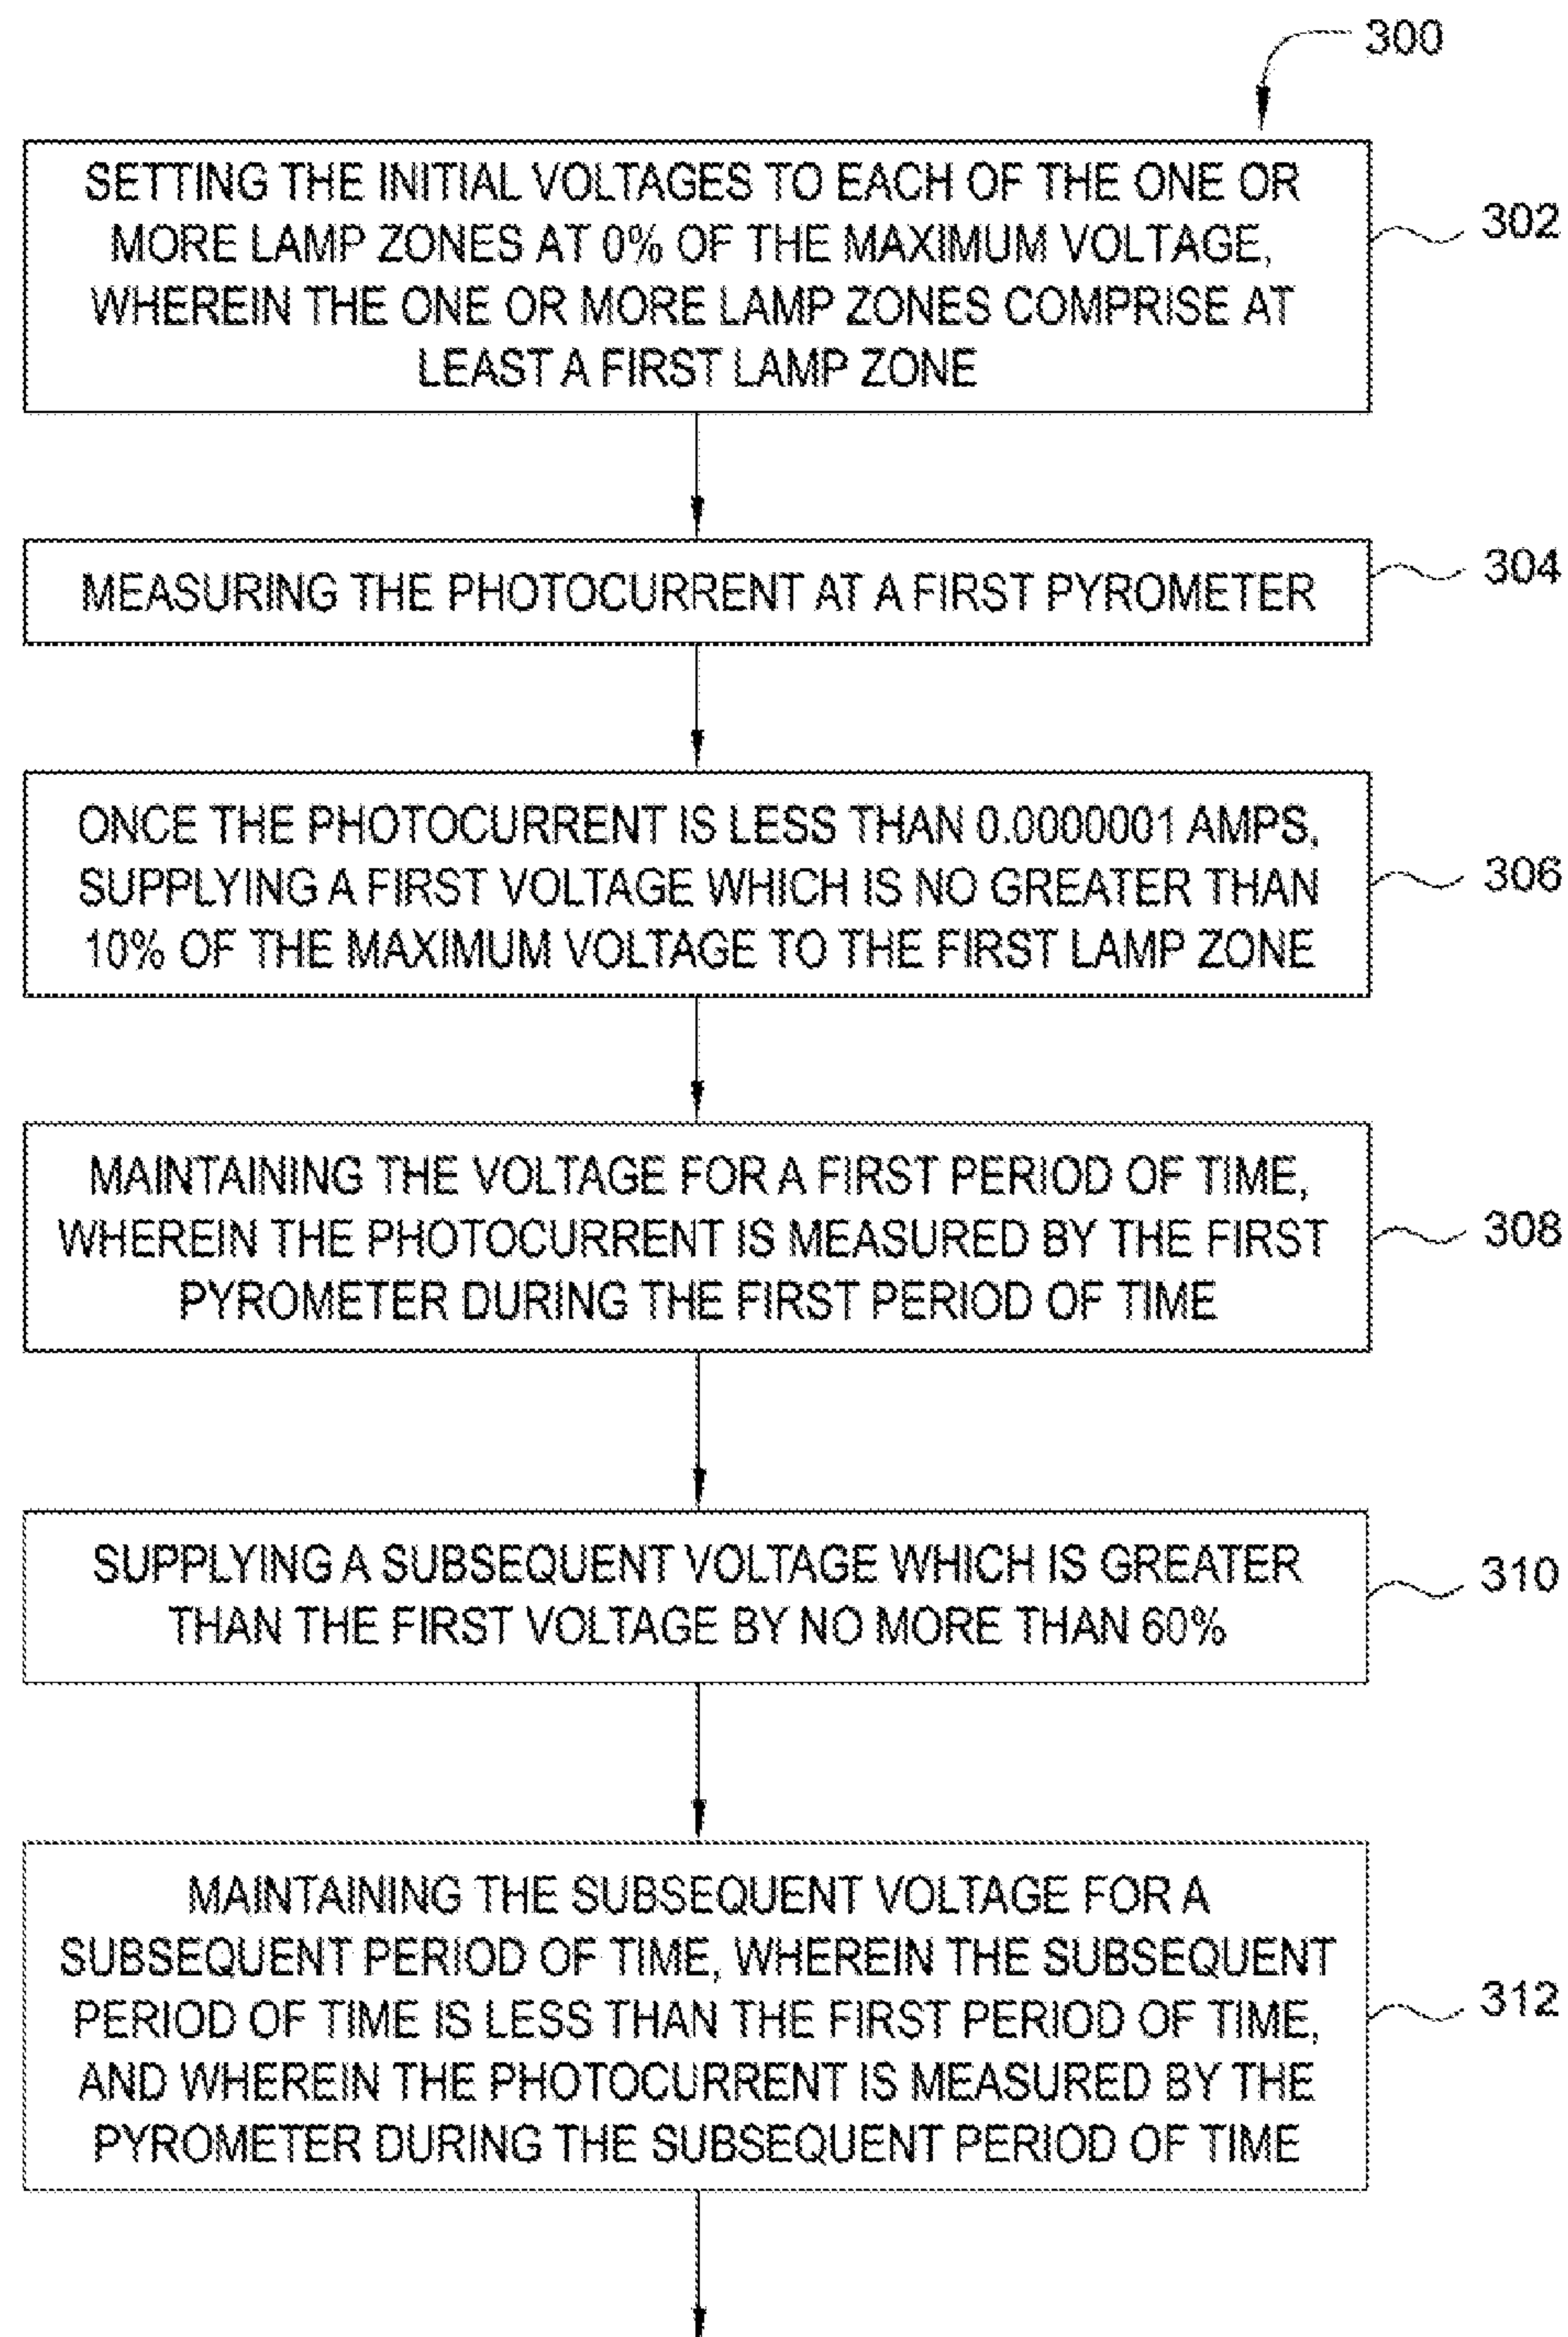 300
SETTING THE INITIAL VOLTAGES TO EACH OF THE ONE OR
MORE LAMP ZONES AT 0% OF THE MAXIMUM VOLTAGE,
WHEREIN THE ONE OR MORE LAMP ZONES COMPRISE AT
LEAST A FIRST LAMP ZONE
302
MEASURING THE PHOTOCURRENT AT A FIRST PYROMETER
304
ONCE THE PHOTOCURRENT IS LESS THAN 0.0000001 AMPS,
SUPPLYING A FIRST VOLTAGE WHICH IS NO GREATER THAN
10% OF THE MAXIMUM VOLTAGE TO THE FIRST LAMP ZONE
306
MAINTAINING THE VOLTAGE FOR A FIRST PERIOD OF TIME,
WHEREIN THE PHOTOCURRENT IS MEASURED BY THE FIRST
PYROMETER DURING THE FIRST PERIOD OF TIME
308
SUPPLYING A SUBSEQUENT VOLTAGE WHICH IS GREATER
THAN THE FIRST VOLTAGE BY NO MORE THAN 60%
310
MAINTAINING THE SUBSEQUENT VOLTAGE FOR A
SUBSEQUENT PERIOD OF TIME, WHEREIN THE SUBSEQUENT
PERIOD OF TIME IS LESS THAN THE FIRST PERIOD OF TIME,
AND WHEREIN THE PHOTOCURRENT IS MEASURED BY THE
PYROMETER DURING THE SUBSEQUENT PERIOD OF TIME
312